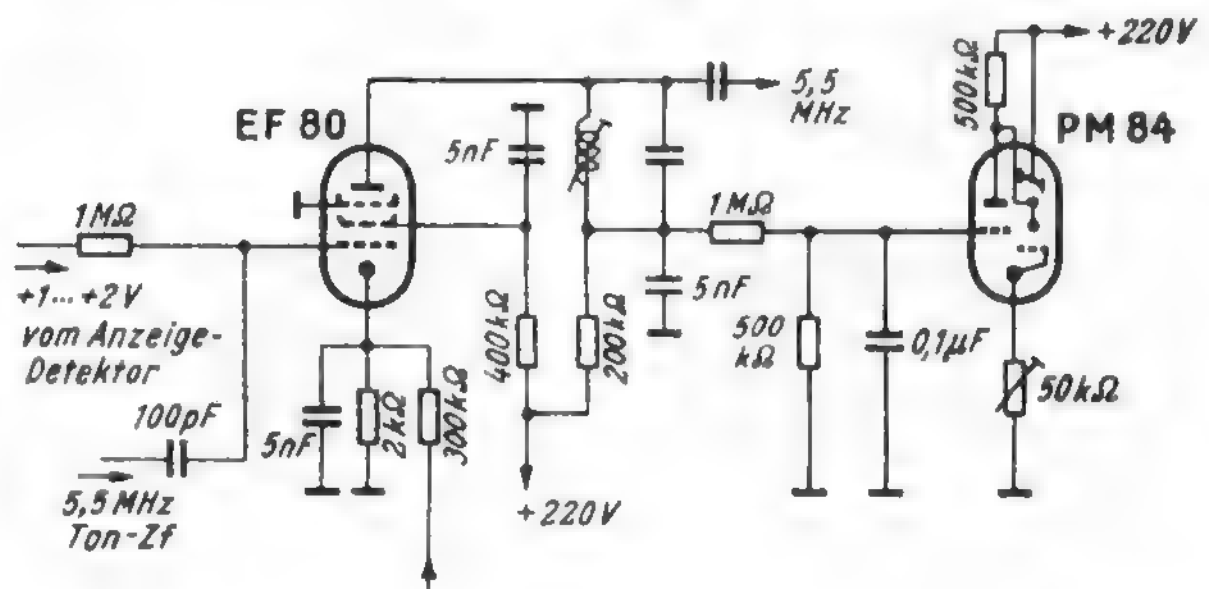 +220V
500kΩ
5,5
MHz
EF 80
PM 84
5nF
1MΩ
1MΩ
+1...+2V
vom Anzeige-
Detektor
5nF
400kΩ
200kΩ
500
kΩ
0,1µF
50kΩ
100pF
5nF
2kΩ
300kΩ
5,5 MHz
Ton-Zf
+220V